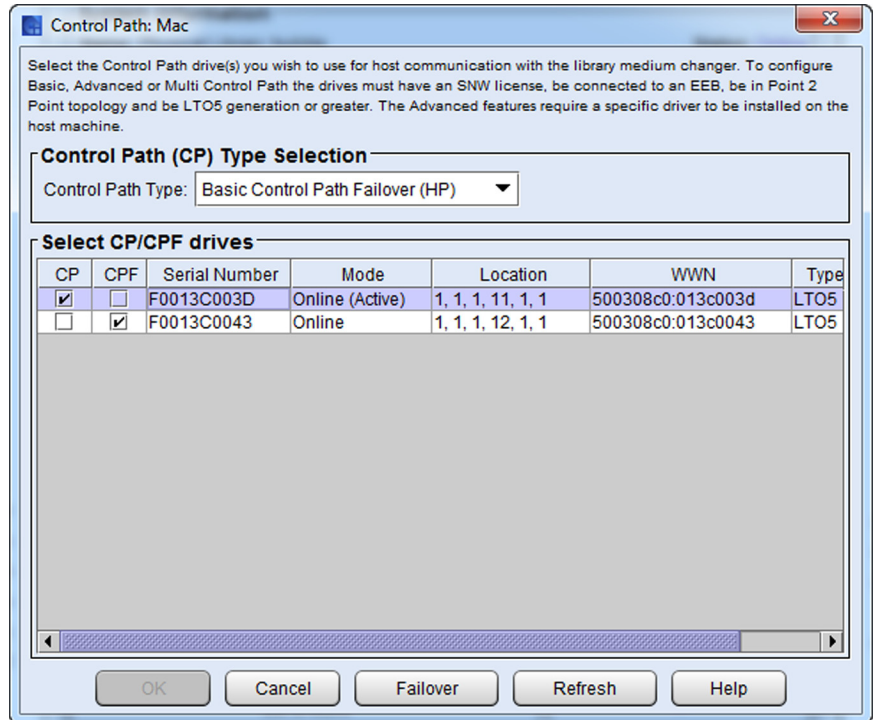 Control Path: Mac
Select the Control Path drive(s) you wish to use for host communication with the library medium changer. To configure
Basic, Advanced or Multi Control Path the drives must have an SNW license, be connected to an EEB, be in Point 2
Point topology and be LTO5 generation or greater. The Advanced features require a specific driver to be installed on the
host machine.
Control Path (CP) Type Selection
Control Path Type: Basic Control Path Failover (HP)
Select CP/CPF drives
CP CPF Serial Number Mode Location WWN Type
F0013C003D Online (Active) 1, 1, 1, 11, 1, 1 500308c0:013c003d LTO5
F0013C0043 Online 1, 1, 1, 12, 1, 1 500308c0:013c0043 LTO5
OK Cancel Failover Refresh Help